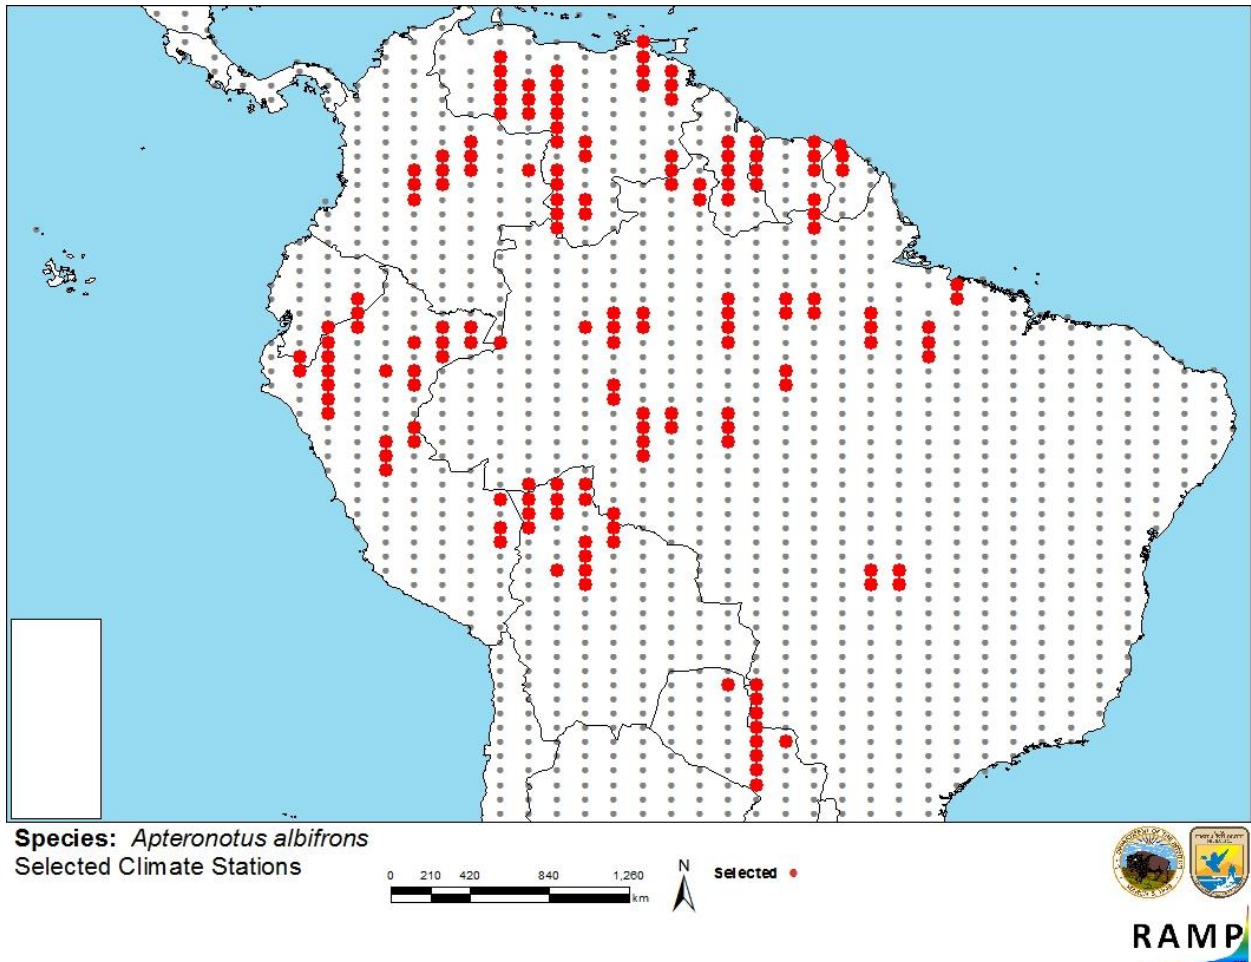 Species: Apteronotus albifrons
Selected Climate Stations
0 210 420 840 1,260
km
N
Selected
RAMP